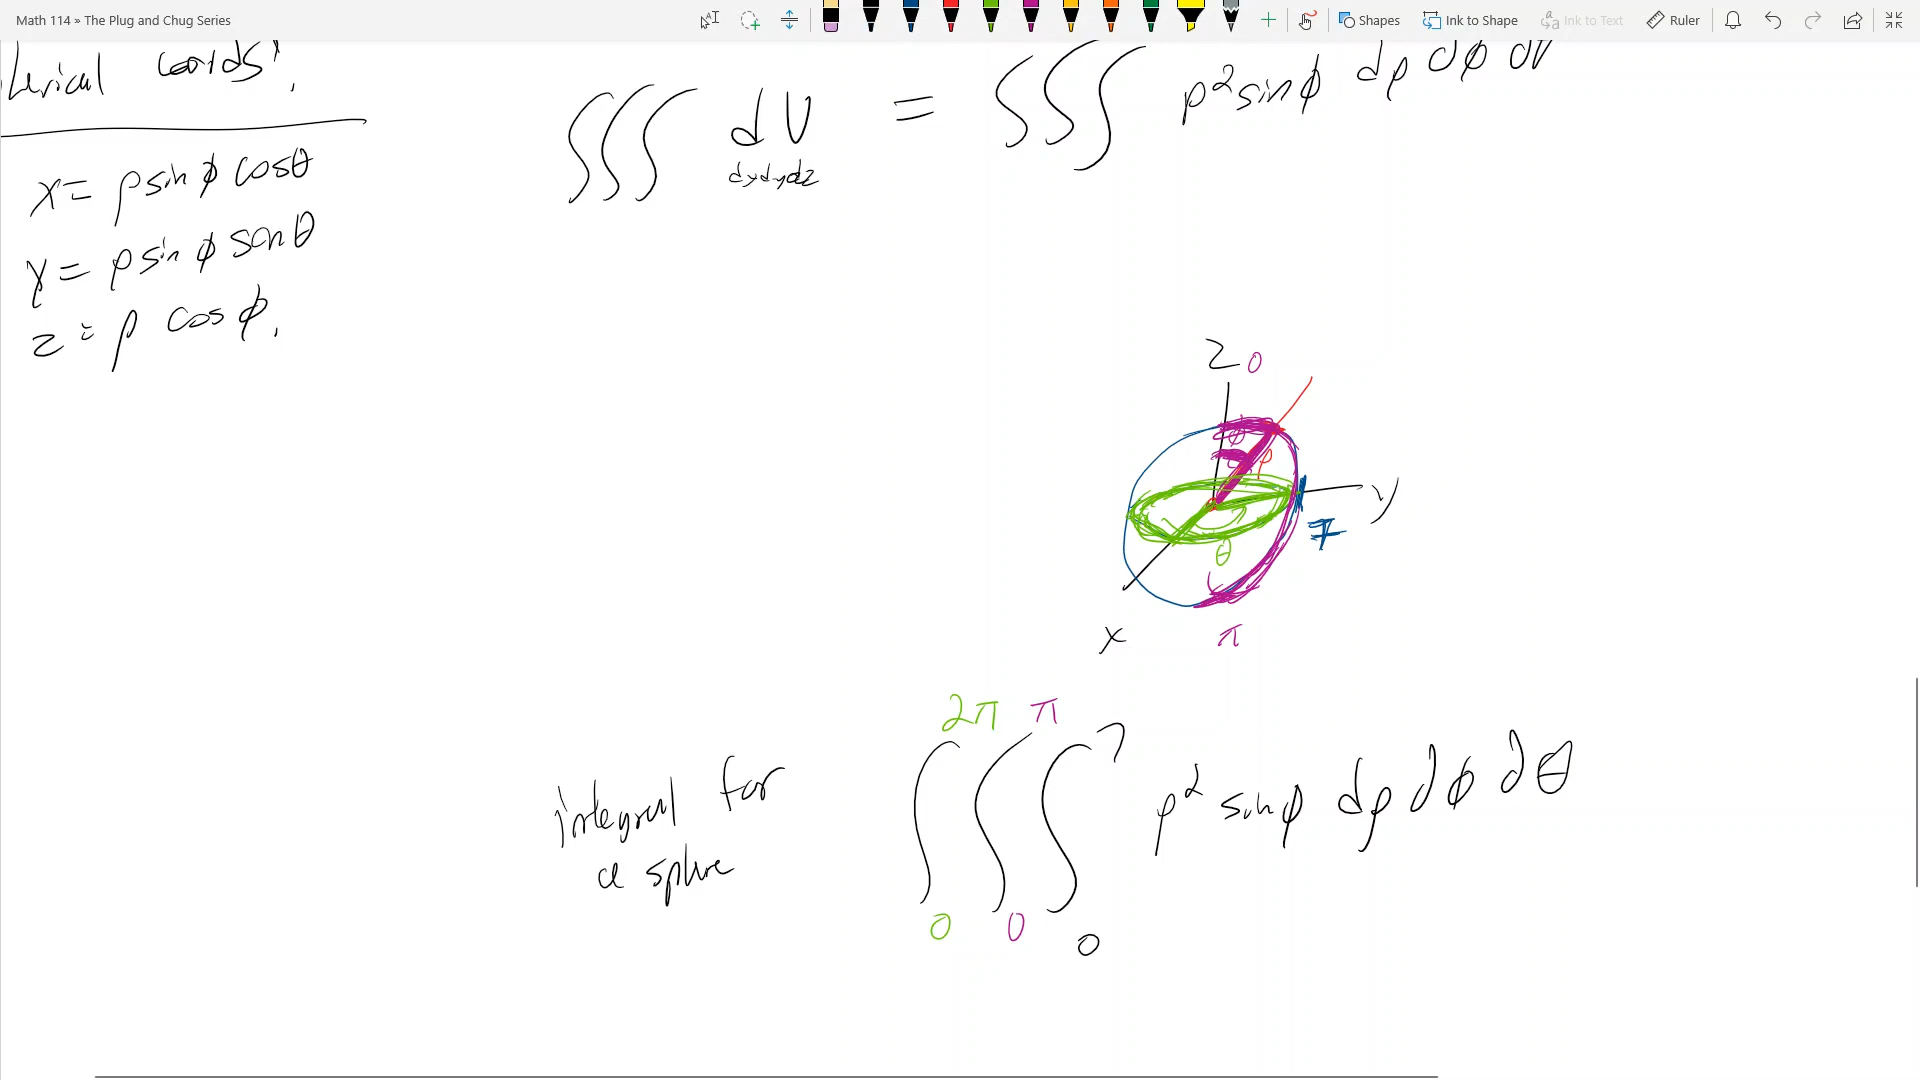 Math 114 » The Plug and Chug Series
Shapes
Ink to Shape
Ink to Text
Ruler
coords,
∫∫∫ dV = ∫∫∫ ρ² sin φ dρ dφ dθ
dxdydz
x = ρ sin φ cos θ
y = ρ sin φ sin θ
z = ρ cos φ,
z 0
φ
ρ
y
7
θ
x π
integral for
a sphere
∫₀^2π ∫₀^π ∫₀^7 ρ² sin φ dρ dφ dθ